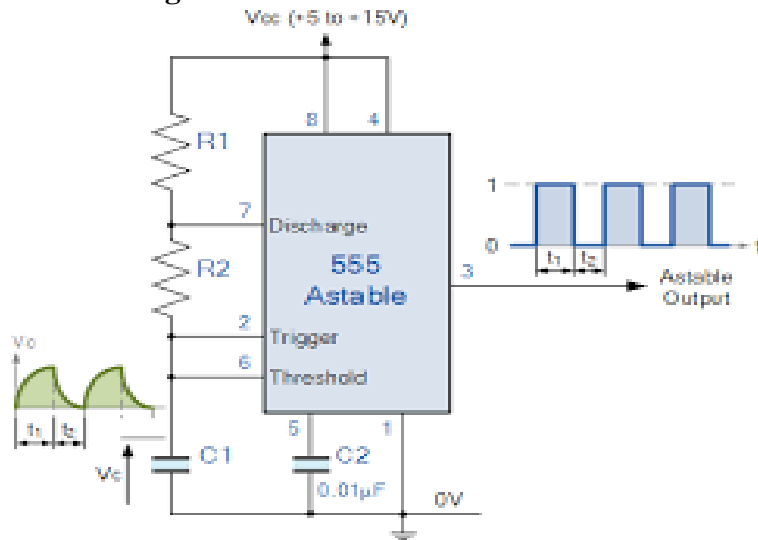 Vcc (+5 to +15V)
8
4
R1
7
Discharge
R2
555
Astable
3
1
0
t₁
t₂
t
Astable
Output
2
Trigger
6
Threshold
Vc
t₁
t₂
Vc
C1
5
C2
0.01µF
1
0V